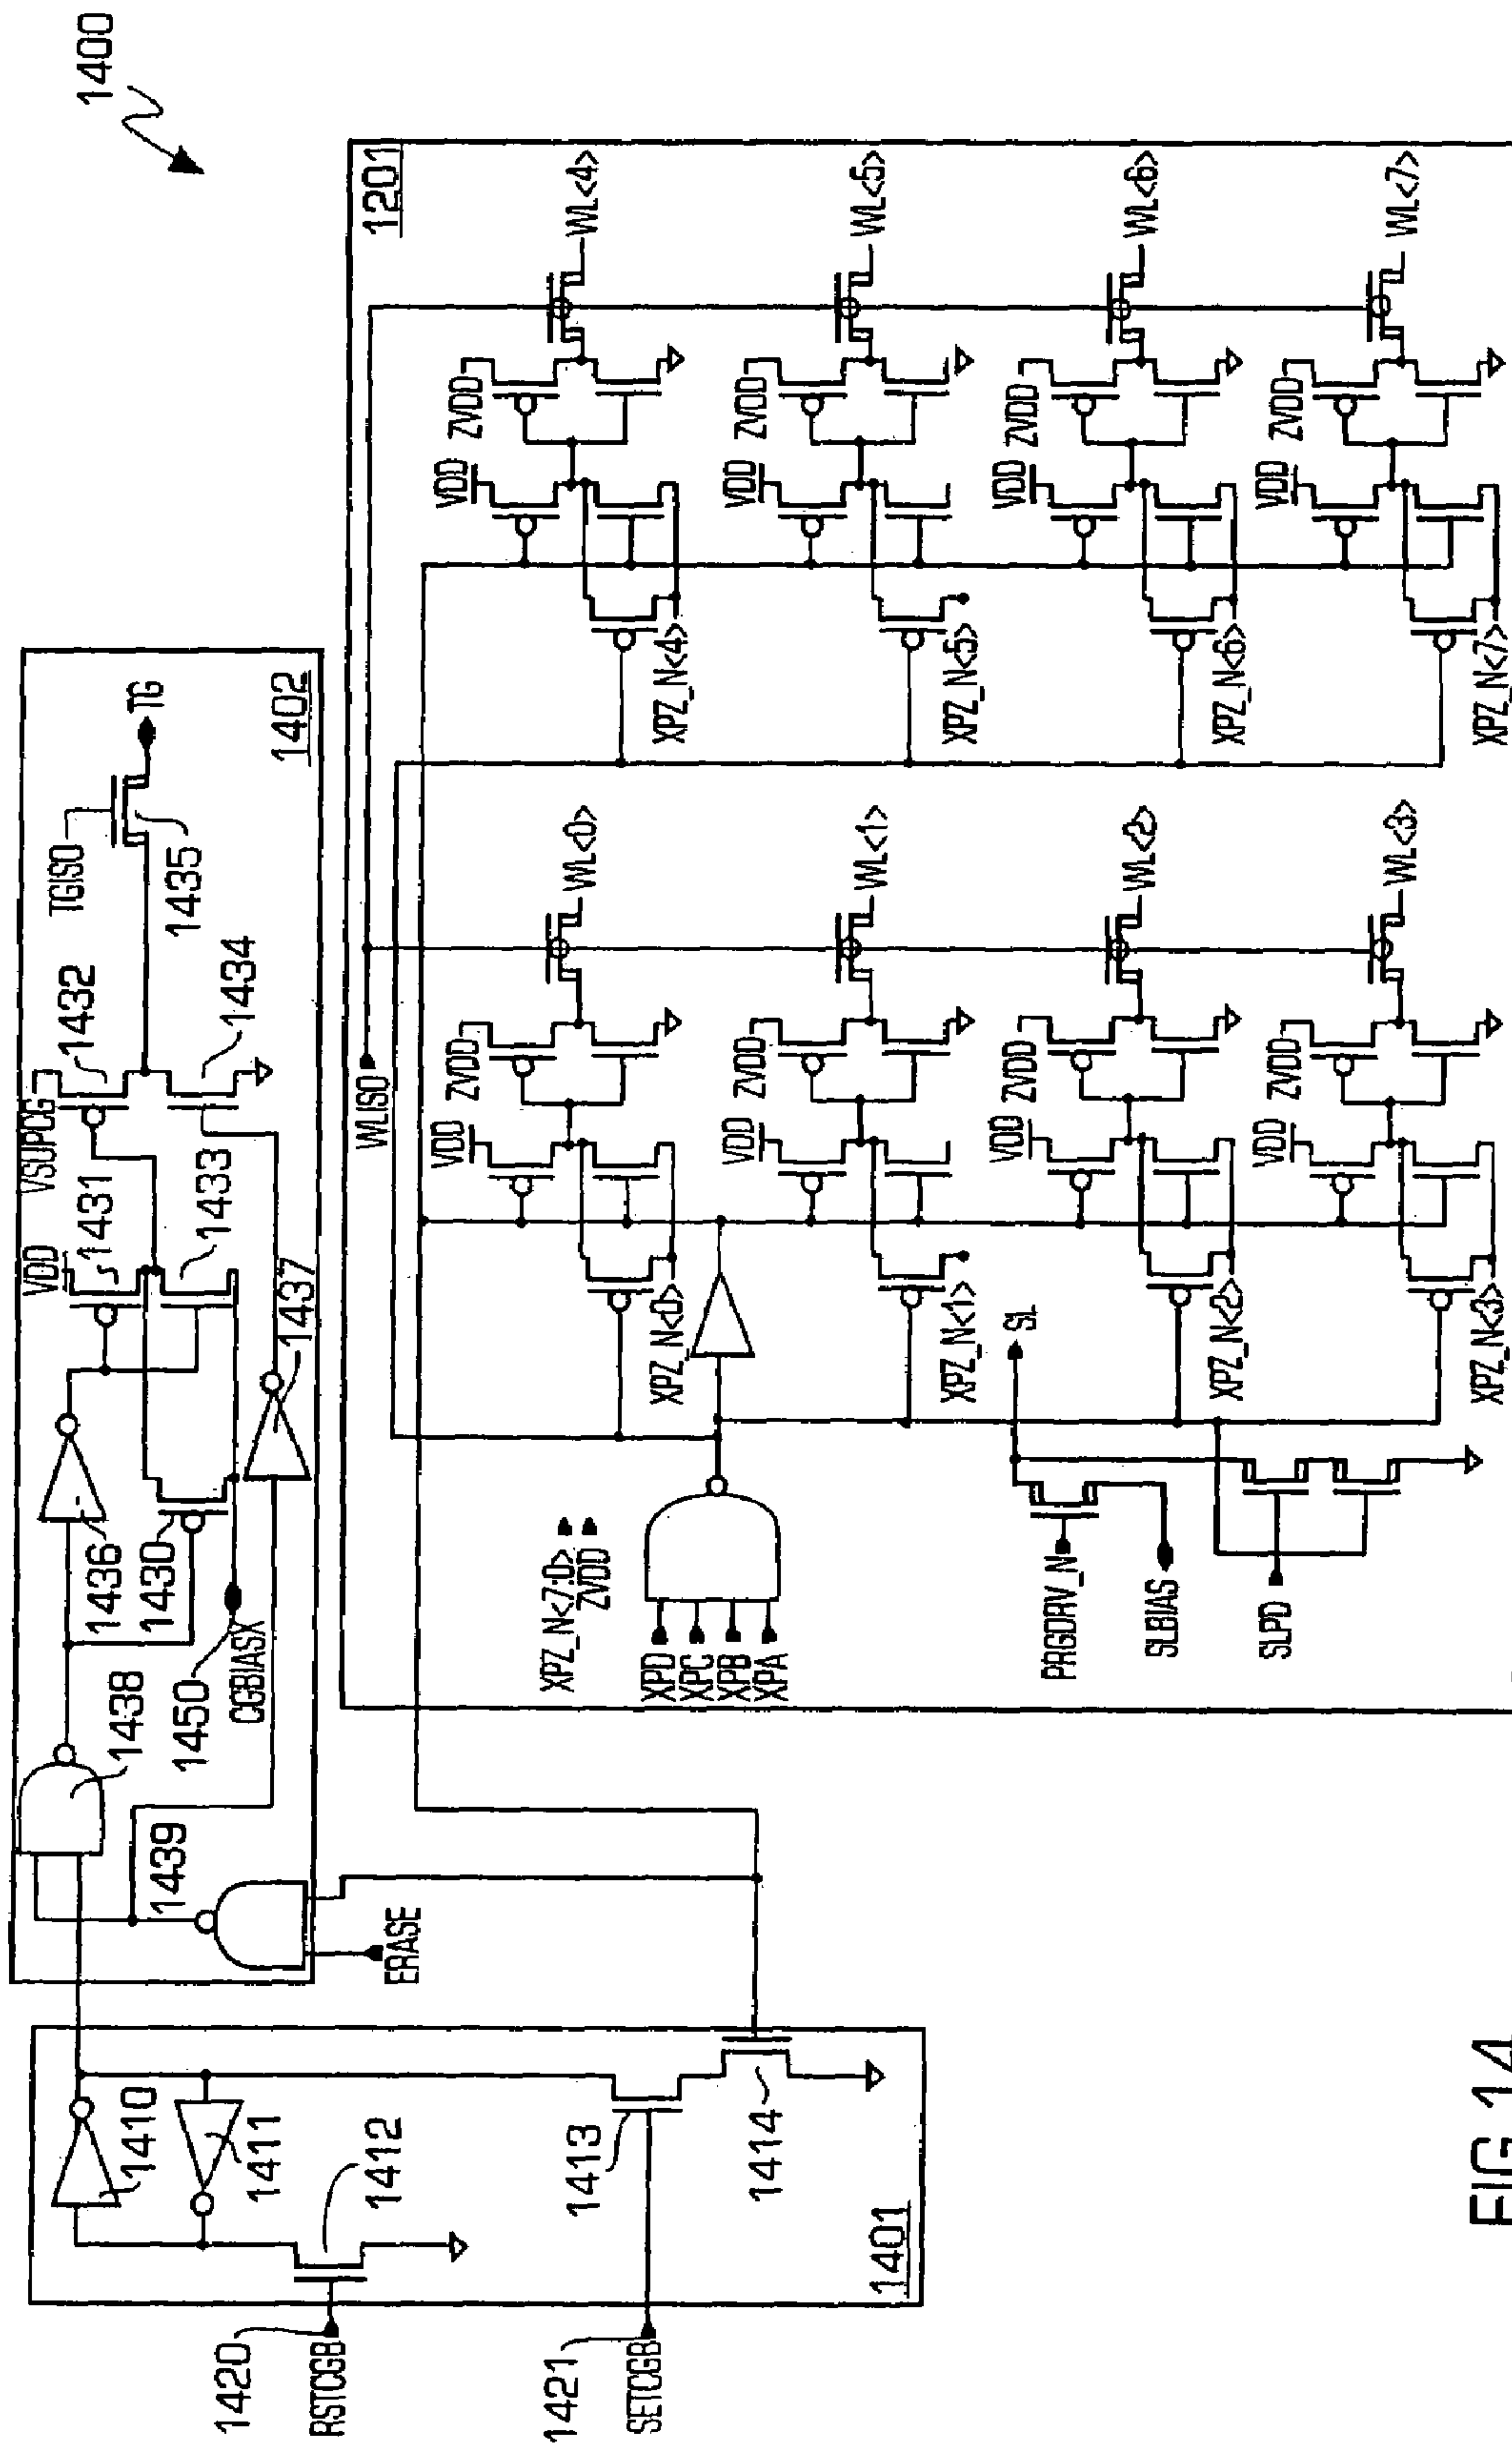 1400
1402
TG
TGISO
1435
1432
1434
VSUPCG
1431
1433
VDD
1437
1436
1430
1450
CGBIASX
1438
1439
ERASE
1401
1410
1411
1412
1413
1414
1420
RSTCGB
1421
SETCGB
1201
WLISO
VDD
ZVDD
WL<0>
XPZ_N<0>
VDD
ZVDD
WL<1>
XPZ_N<1>
VDD
ZVDD
WL<2>
XPZ_N<2>
VDD
ZVDD
WL<3>
XPZ_N<3>
VDD
ZVDD
WL<4>
XPZ_N<4>
VDD
ZVDD
WL<5>
XPZ_N<5>
VDD
ZVDD
WL<6>
XPZ_N<6>
VDD
ZVDD
WL<7>
XPZ_N<7>
XPZ_N<7:0>
ZVDD
XPD
XPC
XPB
XPA
SL
PRGDRV_N
SLBIAS
SLPD
FIG. 14